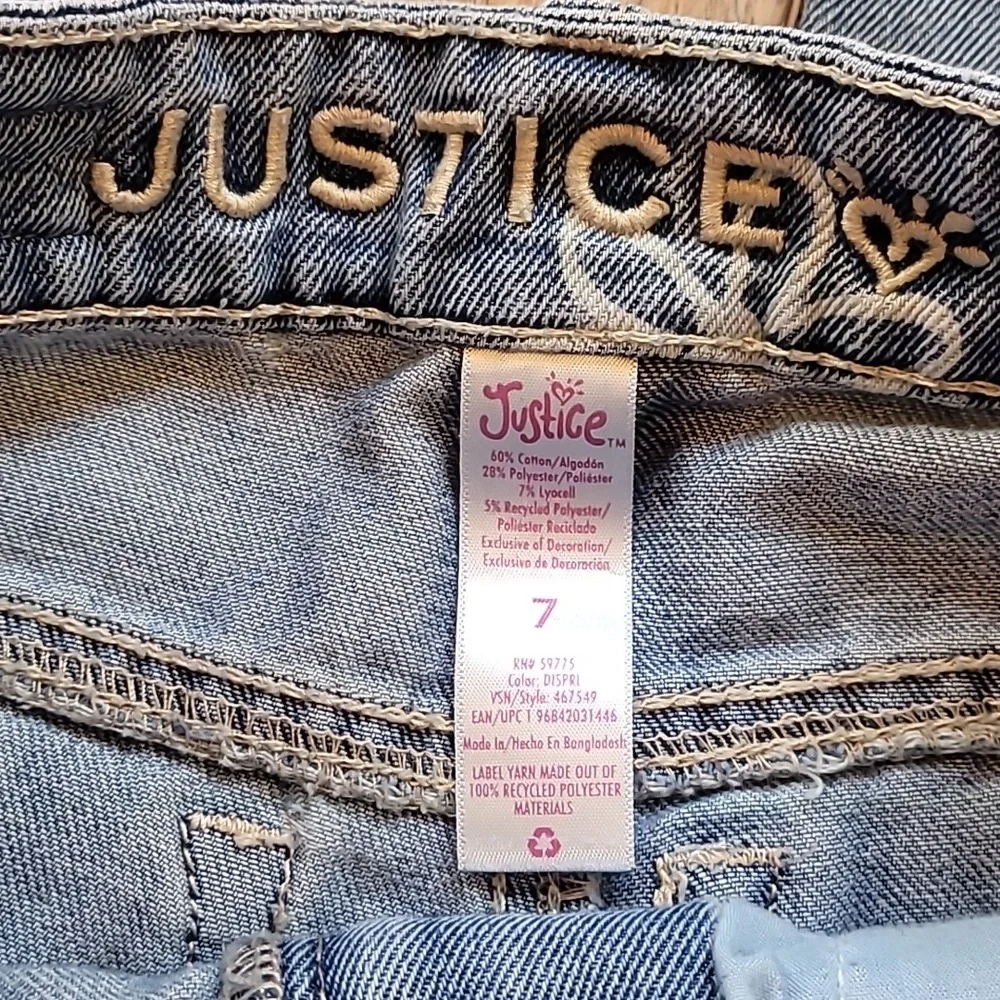 JUSTICE
Justice™
60% Cotton/Algodón
28% Polyester/Poliéster
7% Lyocell
5% Recycled Polyester/
Poliéster Reciclado
Exclusive of Decoration/
Exclusivo de Decoración
7
RN# 59775
Color: DISPRI
VSN/Style: 467549
EAN/UPC 196842031446
Made In/Hecho En Bangladesh
LABEL YARN MADE OUT OF
100% RECYCLED POLYESTER
MATERIALS